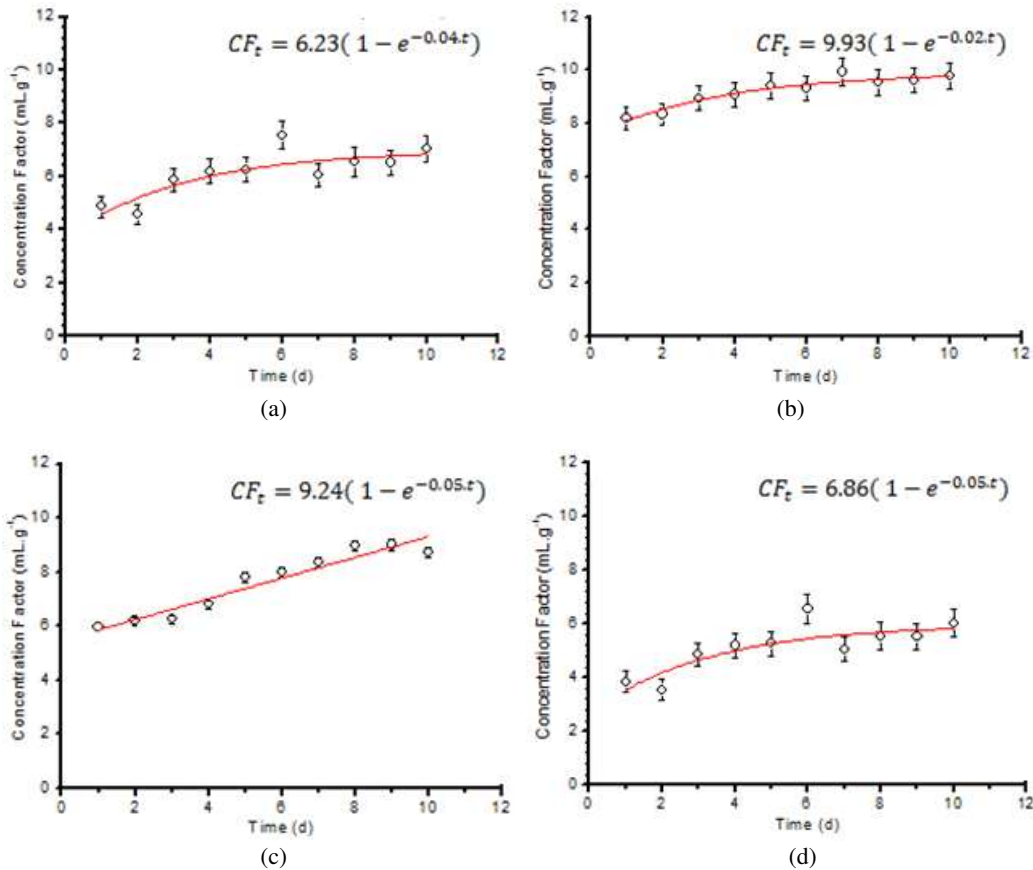 12
CF_t = 6.23( 1 − e^{-0.04.t})
10
8
6
4
2
0
Concentration Factor (mL.g⁻¹)
0 2 4 6 8 10 12
Time (d)
(a)
12
CF_t = 9.93( 1 − e^{-0.02.t})
10
8
6
4
2
0
Concentration Factor (mL.g⁻¹)
0 2 4 6 8 10 12
Time (d)
(b)
12
CF_t = 9.24( 1 − e^{-0.05.t})
10
8
6
4
2
0
Concentration Factor (mL.g⁻¹)
0 2 4 6 8 10 12
Time (d)
(c)
12
CF_t = 6.86( 1 − e^{-0.05.t})
10
8
6
4
2
0
Concentration Factor (mL.g⁻¹)
0 2 4 6 8 10 12
Time (d)
(d)